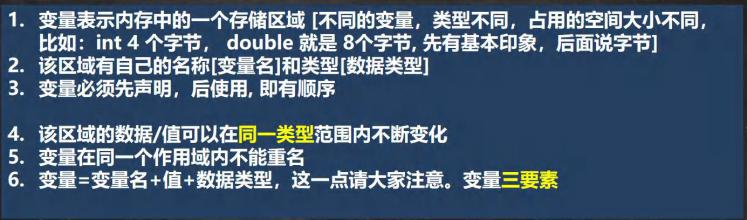 1. 变量表示内存中的一个存储区域 [不同的变量，类型不同，占用的空间大小不同，
比如：int 4 个字节， double 就是 8个字节, 先有基本印象，后面说字节]
2. 该区域有自己的名称[变量名]和类型[数据类型]
3. 变量必须先声明，后使用, 即有顺序
4. 该区域的数据/值可以在同一类型范围内不断变化
5. 变量在同一个作用域内不能重名
6. 变量=变量名+值+数据类型，这一点请大家注意。变量三要素